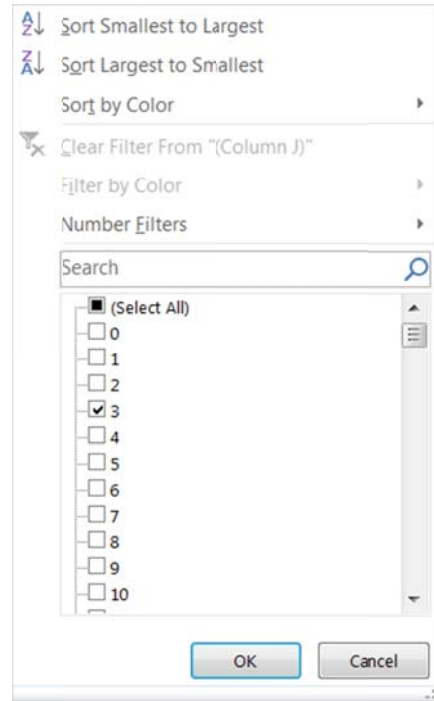 Sort Smallest to Largest
Sort Largest to Smallest
Sort by Color
Clear Filter From "(Column J)"
Filter by Color
Number Filters
Search
(Select All)
0
1
2
3
4
5
6
7
8
9
10
OK Cancel